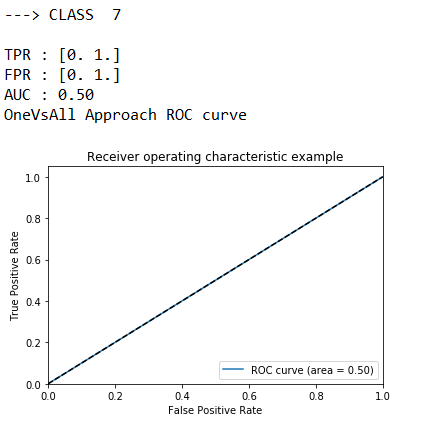 ---> CLASS  7
TPR : [0. 1.]
FPR : [0. 1.]
AUC : 0.50
OneVsAll Approach ROC curve
Receiver operating characteristic example
1.0
0.8
0.6
0.4
0.2
0.0
True Positive Rate
ROC curve (area = 0.50)
0.0 0.2 0.4 0.6 0.8 1.0
False Positive Rate